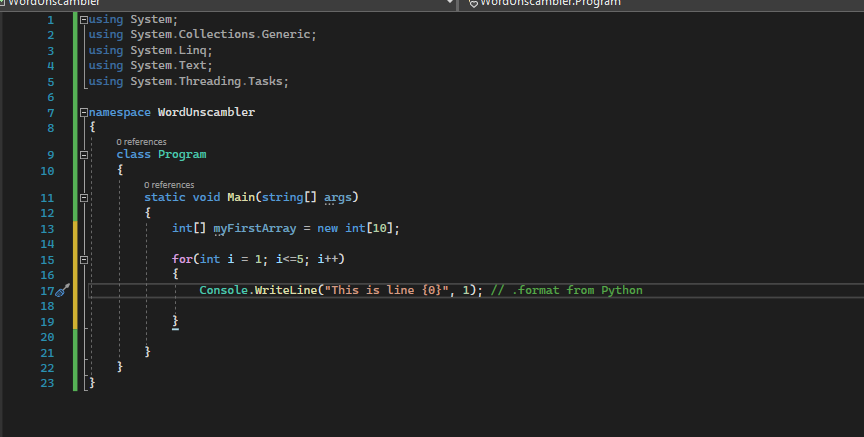 WordUnscambler WordUnscambler.Program
1 using System;
2 using System.Collections.Generic;
3 using System.Linq;
4 using System.Text;
5 using System.Threading.Tasks;
6
7 namespace WordUnscambler
8 {
0 references
9 class Program
10 {
0 references
11 static void Main(string[] args)
12 {
13 int[] myFirstArray = new int[10];
14
15 for(int i = 1; i<=5; i++)
16 {
17 Console.WriteLine("This is line {0}", 1); // .format from Python
18
19 }
20
21 }
22 }
23 }